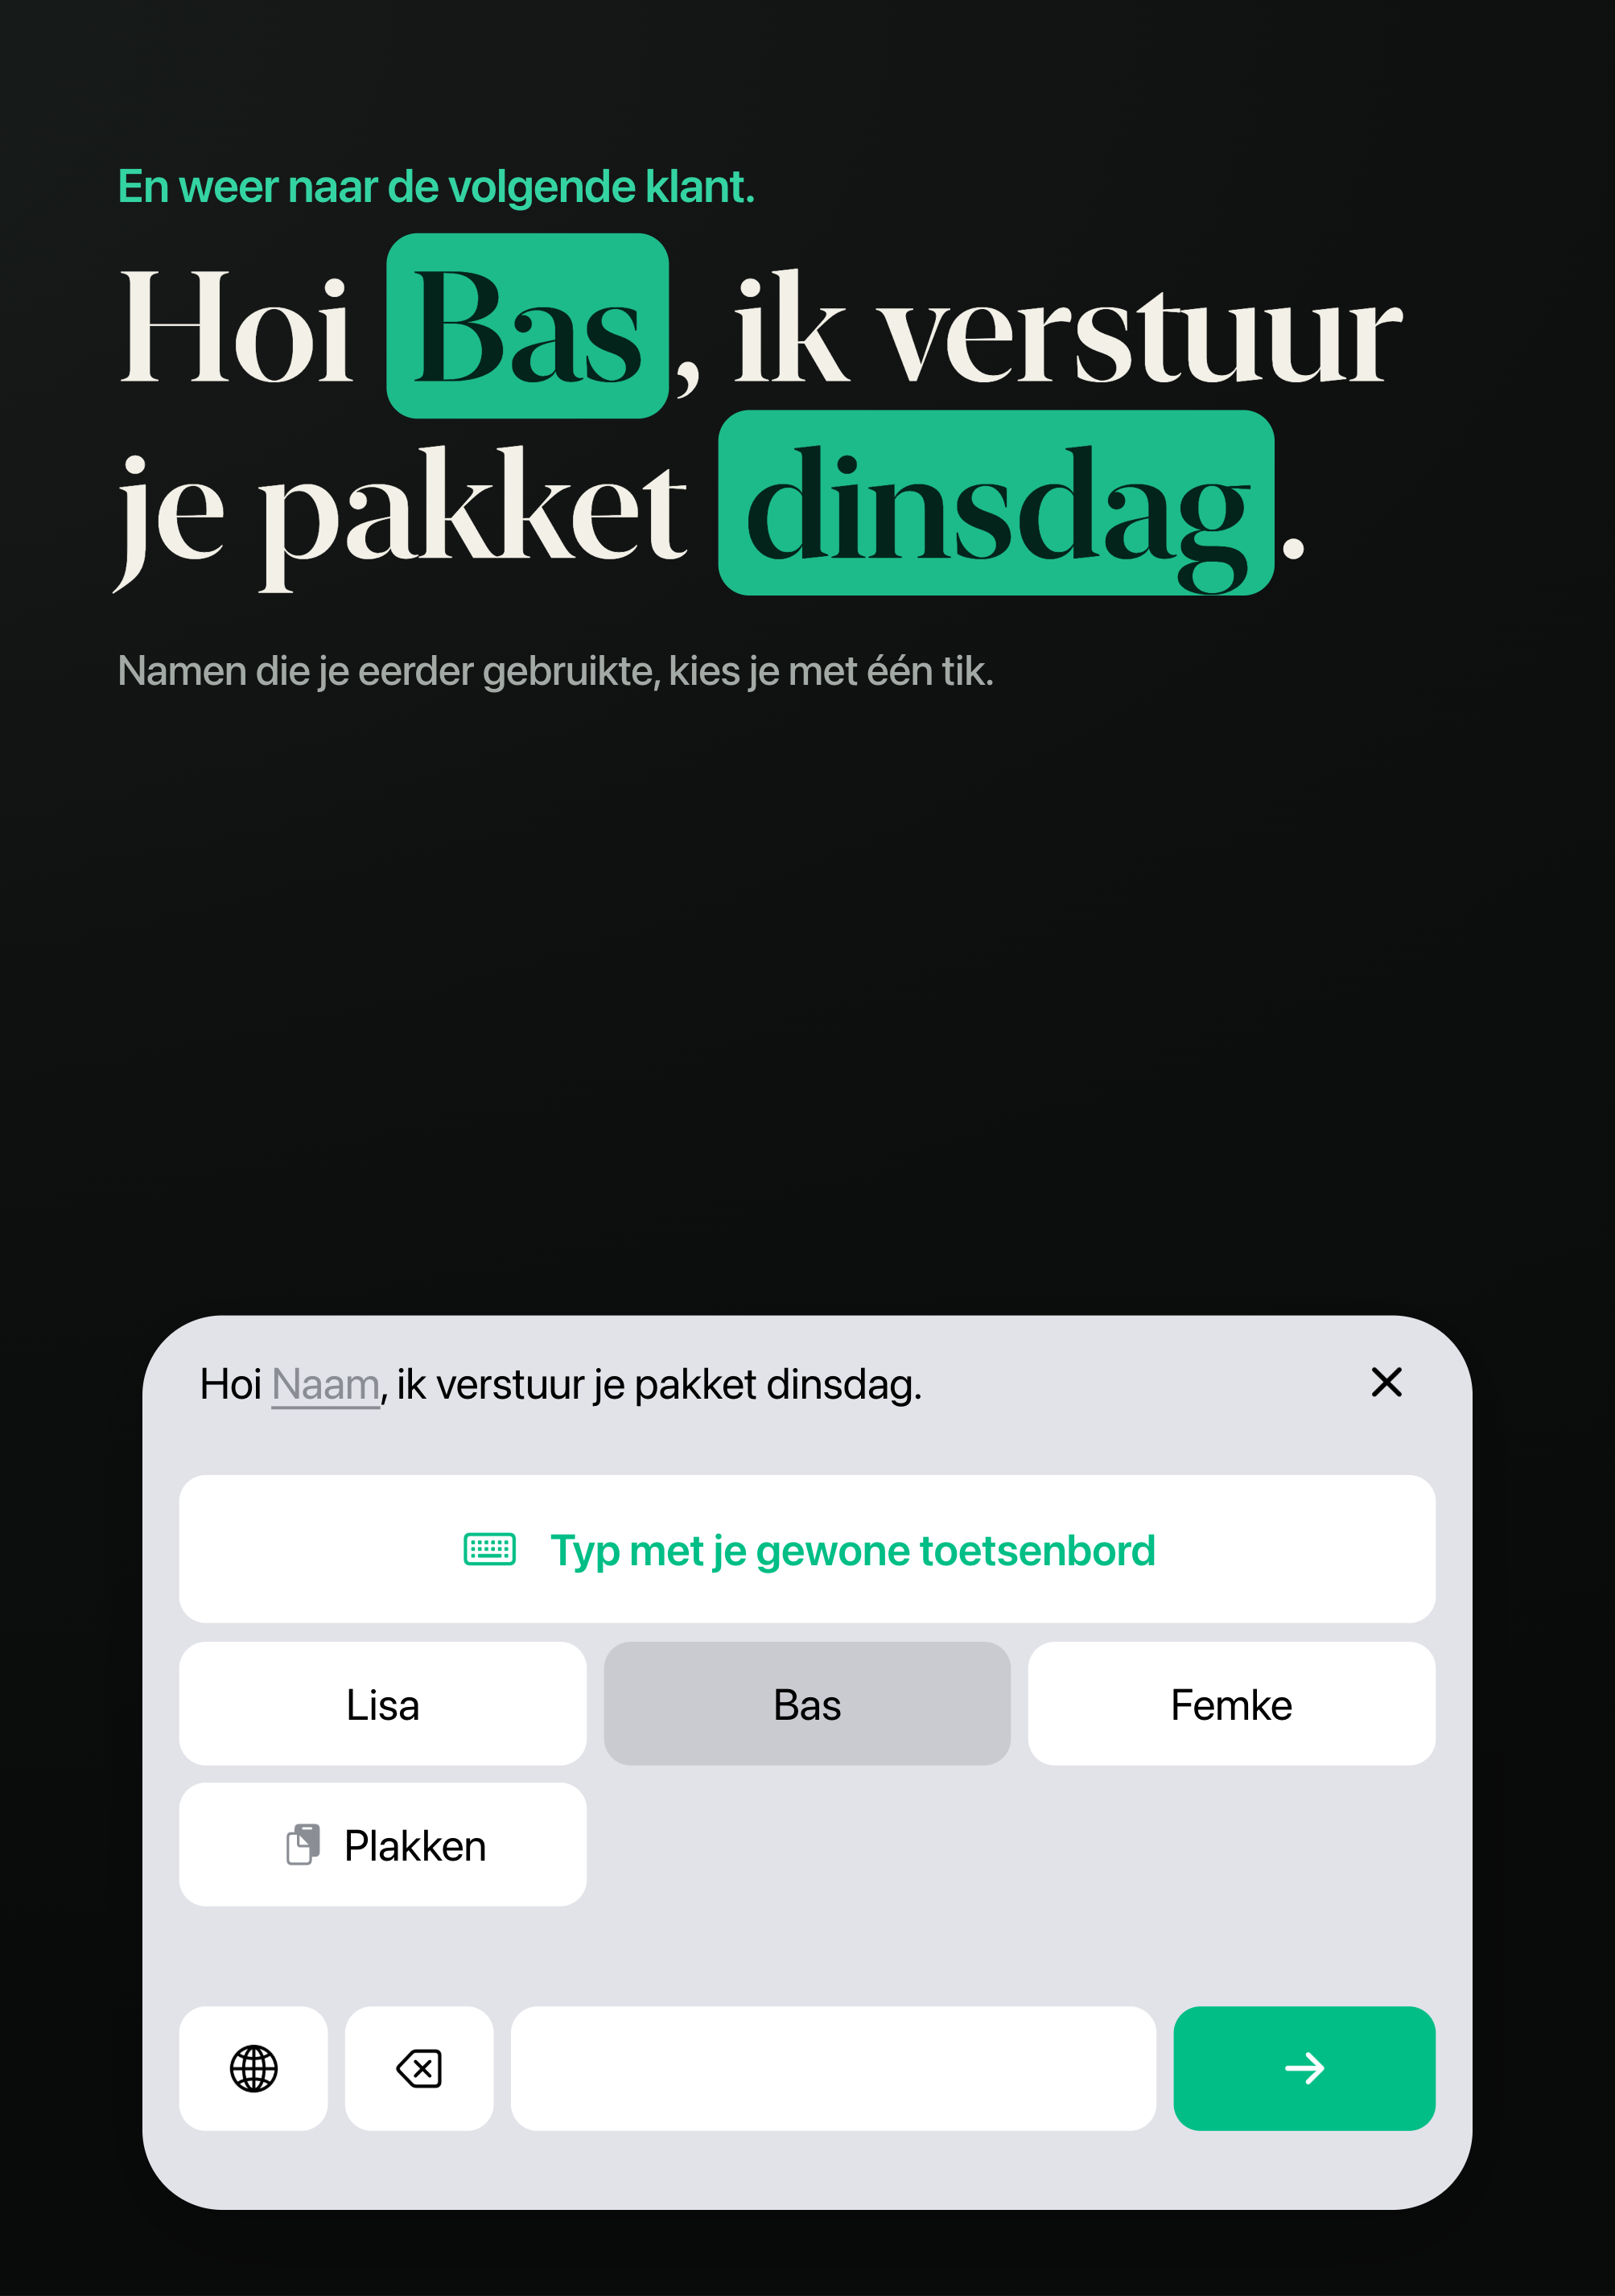 En weer naar de volgende klant.
Hoi Bas, ik verstuur
je pakket dinsdag.
Namen die je eerder gebruikte, kies je met één tik.
Hoi Naam, ik verstuur je pakket dinsdag.
Typ met je gewone toetsenbord
Lisa
Bas
Femke
Plakken